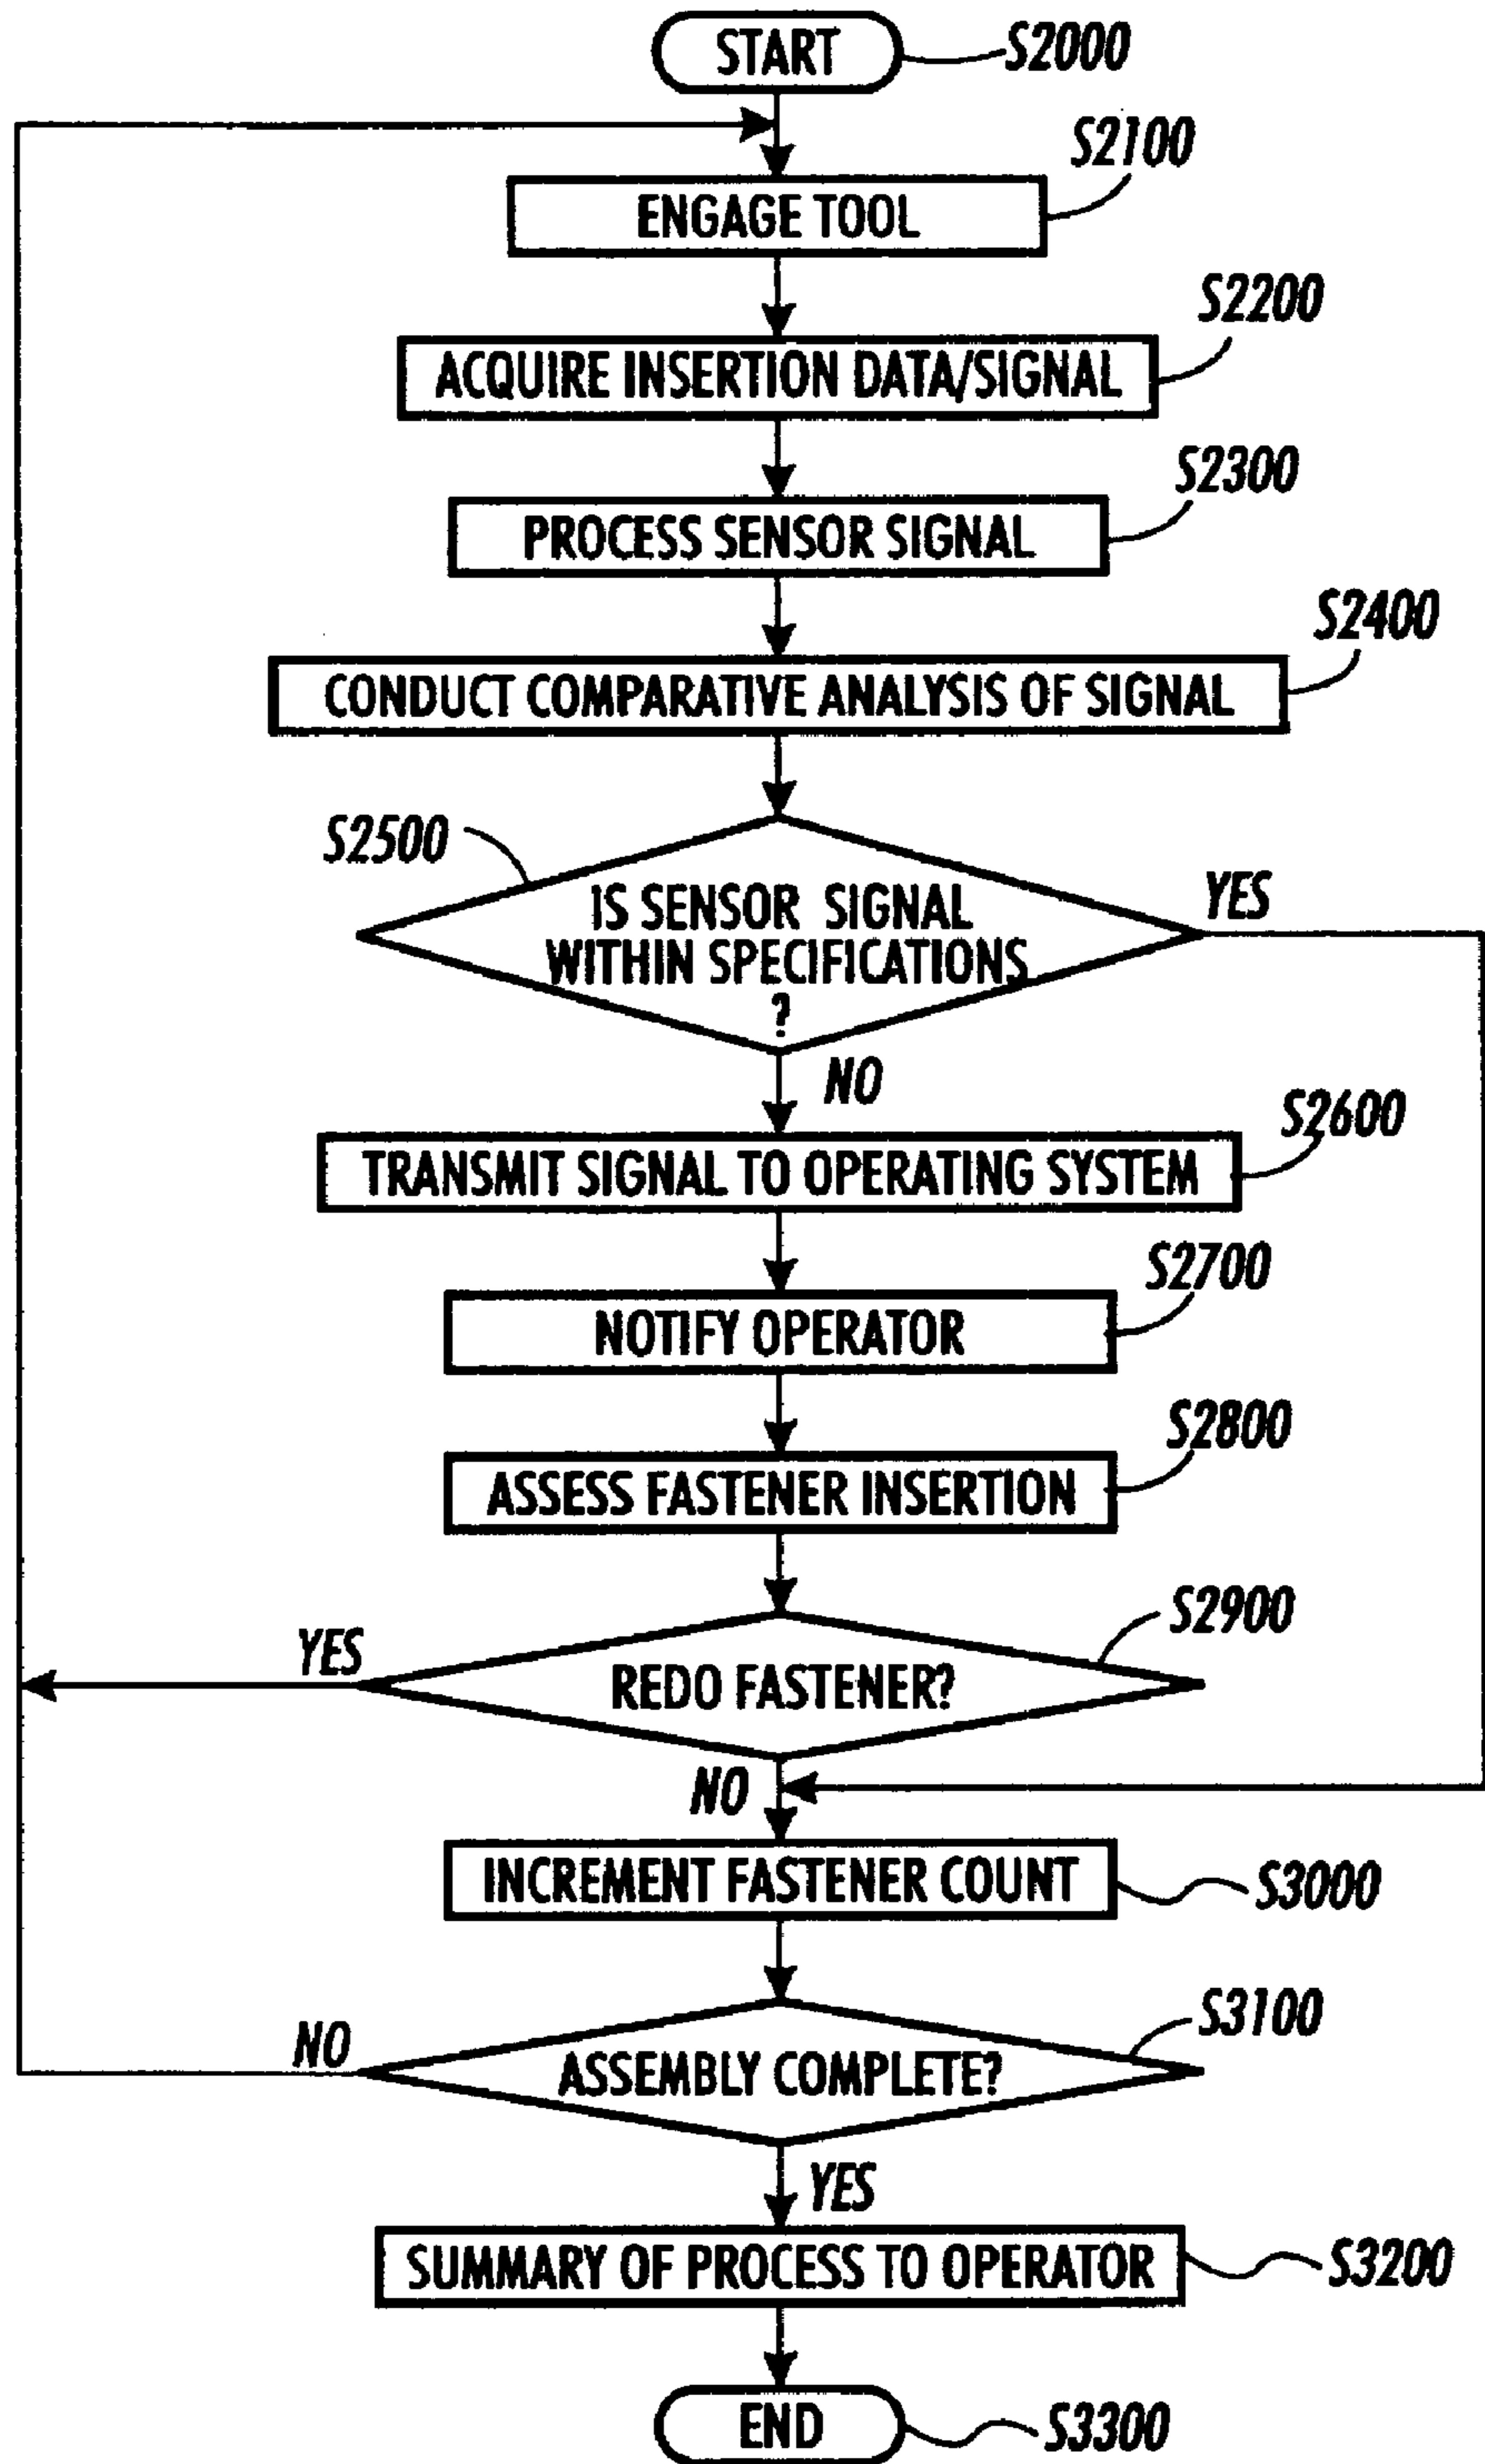 START
S2000
S2100
ENGAGE TOOL
S2200
ACQUIRE INSERTION DATA/SIGNAL
S2300
PROCESS SENSOR SIGNAL
S2400
CONDUCT COMPARATIVE ANALYSIS OF SIGNAL
S2500
IS SENSOR SIGNAL
WITHIN SPECIFICATIONS
?
YES
NO
S2600
TRANSMIT SIGNAL TO OPERATING SYSTEM
S2700
NOTIFY OPERATOR
S2800
ASSESS FASTENER INSERTION
S2900
YES
REDO FASTENER?
NO
INCREMENT FASTENER COUNT
S3000
S3100
NO
ASSEMBLY COMPLETE?
YES
SUMMARY OF PROCESS TO OPERATOR
S3200
END
S3300